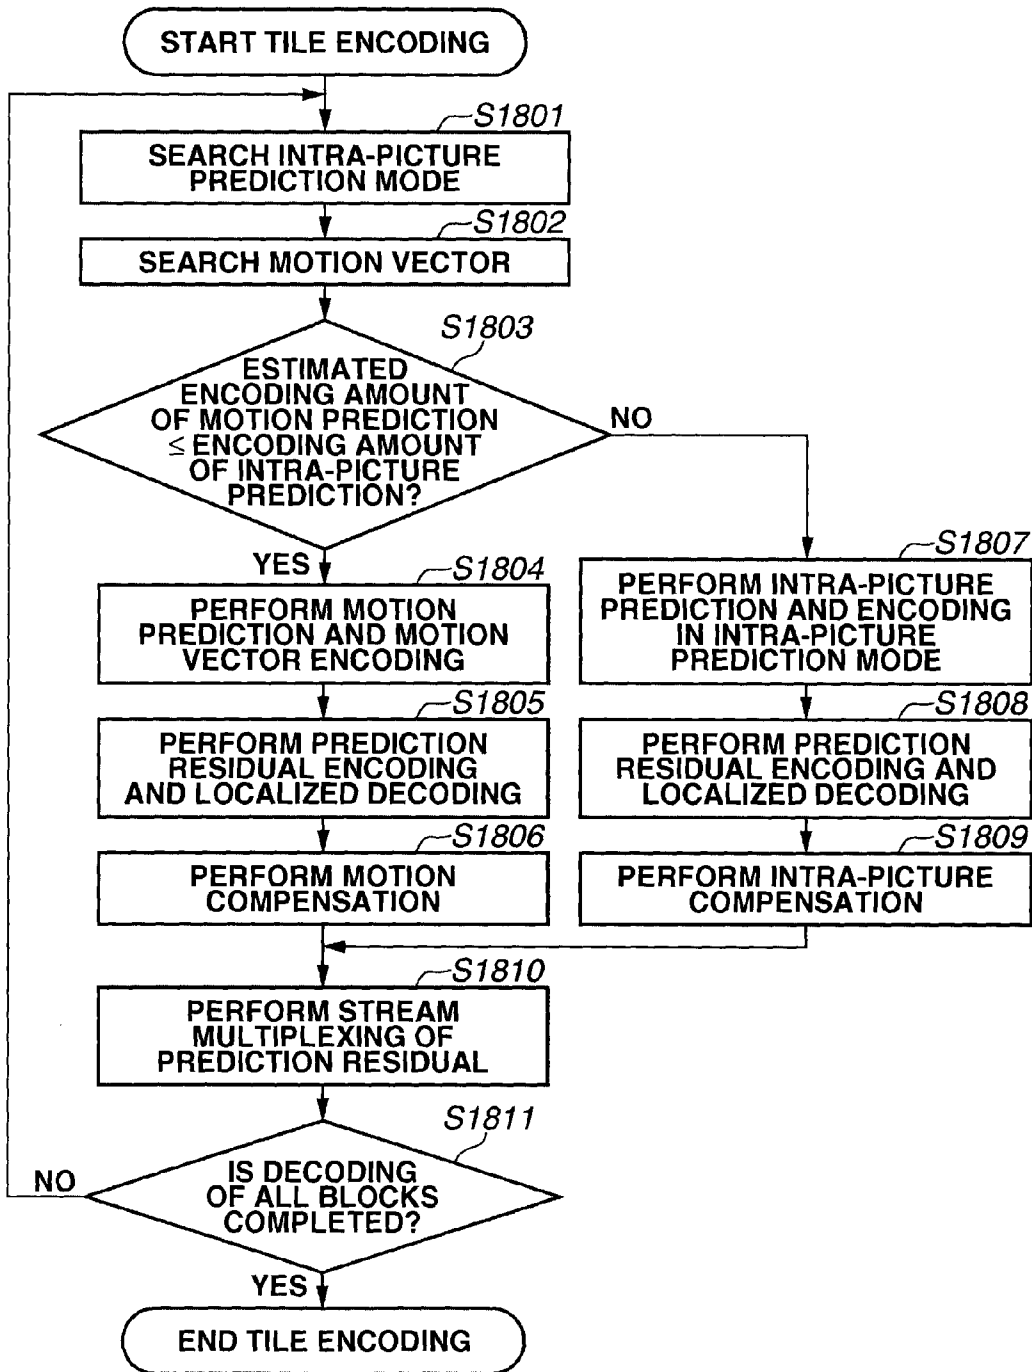 START TILE ENCODING
S1801
SEARCH INTRA-PICTURE
PREDICTION MODE
S1802
SEARCH MOTION VECTOR
S1803
ESTIMATED
ENCODING AMOUNT
OF MOTION PREDICTION
≤ ENCODING AMOUNT
OF INTRA-PICTURE
PREDICTION?
NO
YES
S1804
PERFORM MOTION
PREDICTION AND MOTION
VECTOR ENCODING
S1805
PERFORM PREDICTION
RESIDUAL ENCODING
AND LOCALIZED DECODING
S1806
PERFORM MOTION
COMPENSATION
S1807
PERFORM INTRA-PICTURE
PREDICTION AND ENCODING
IN INTRA-PICTURE
PREDICTION MODE
S1808
PERFORM PREDICTION
RESIDUAL ENCODING AND
LOCALIZED DECODING
S1809
PERFORM INTRA-PICTURE
COMPENSATION
S1810
PERFORM STREAM
MULTIPLEXING OF
PREDICTION RESIDUAL
S1811
IS DECODING
OF ALL BLOCKS
COMPLETED?
NO
YES
END TILE ENCODING